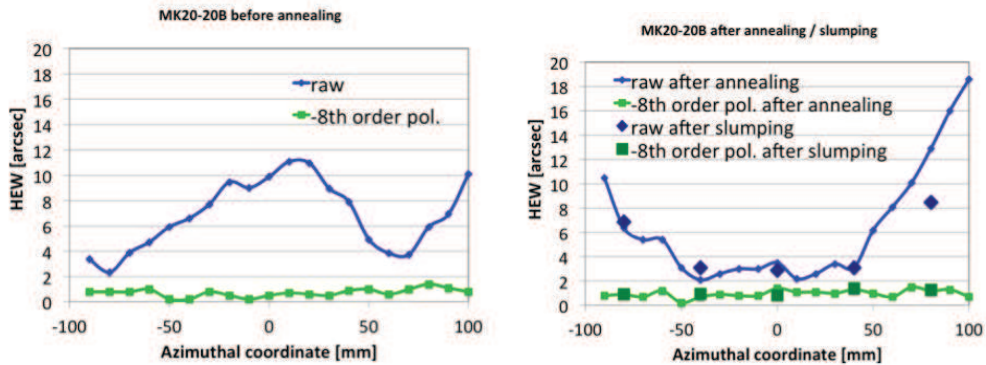 MK20-20B before annealing
HEW [arcsec]
20
18
16
14
12
10
8
6
4
2
0
raw
-8th order pol.
-100
-50
0
50
100
Azimuthal coordinate [mm]
MK20-20B after annealing / slumping
HEW [arcsec]
20
18
16
14
12
10
8
6
4
2
0
raw after annealing
-8th order pol. after annealing
raw after slumping
-8th order pol. after slumping
-100
-50
0
50
100
Azimuthal coordinate [mm]